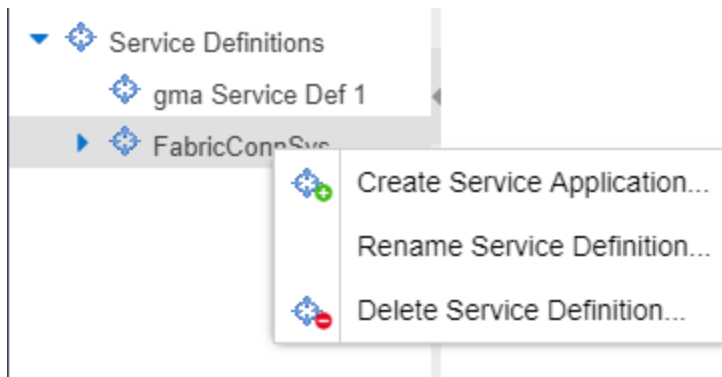 Service Definitions
gma Service Def 1
FabricConnSys
Create Service Application...
Rename Service Definition...
Delete Service Definition...